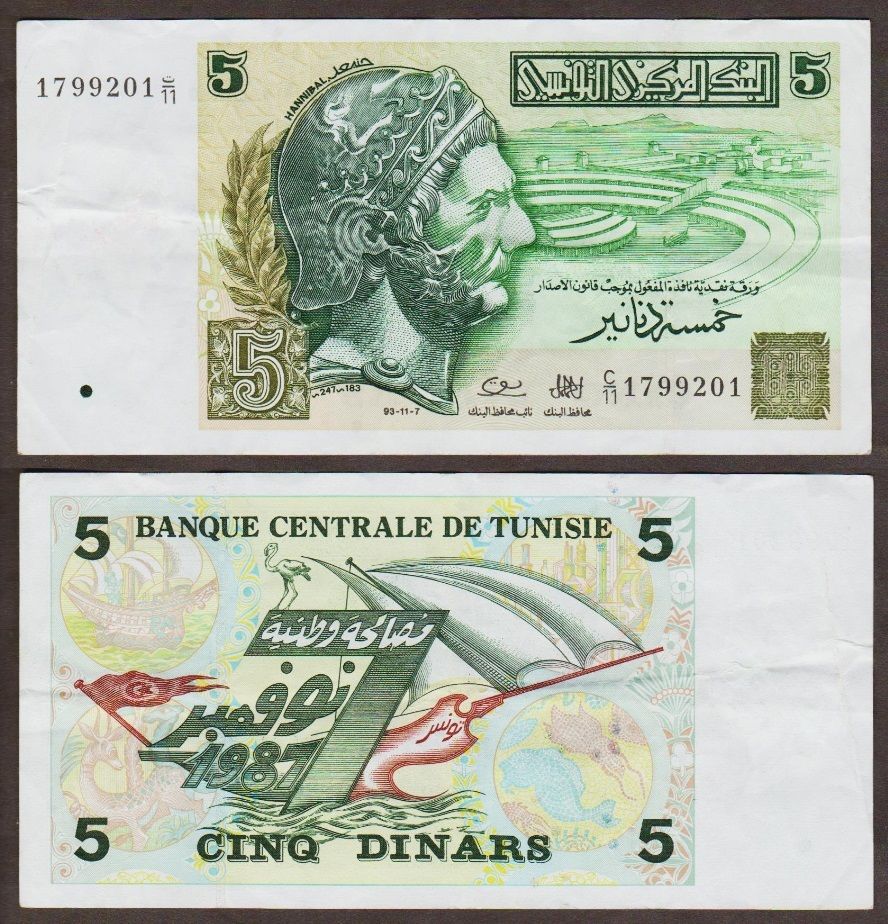 1799201 C/11
5
HANNIBAL حنبعل
البنك المركزي التونسي
5
ورقة نقدية نافذة المفعول بموجب قانون الاصدار
خمسة دنانير
5
247~183
93-11-7
نائب محافظ البنك
محافظ البنك
C/11 1799201
5 BANQUE CENTRALE DE TUNISIE 5
مصالحة وطنية
7
نوفمبر
1987
تونس
5 CINQ DINARS 5